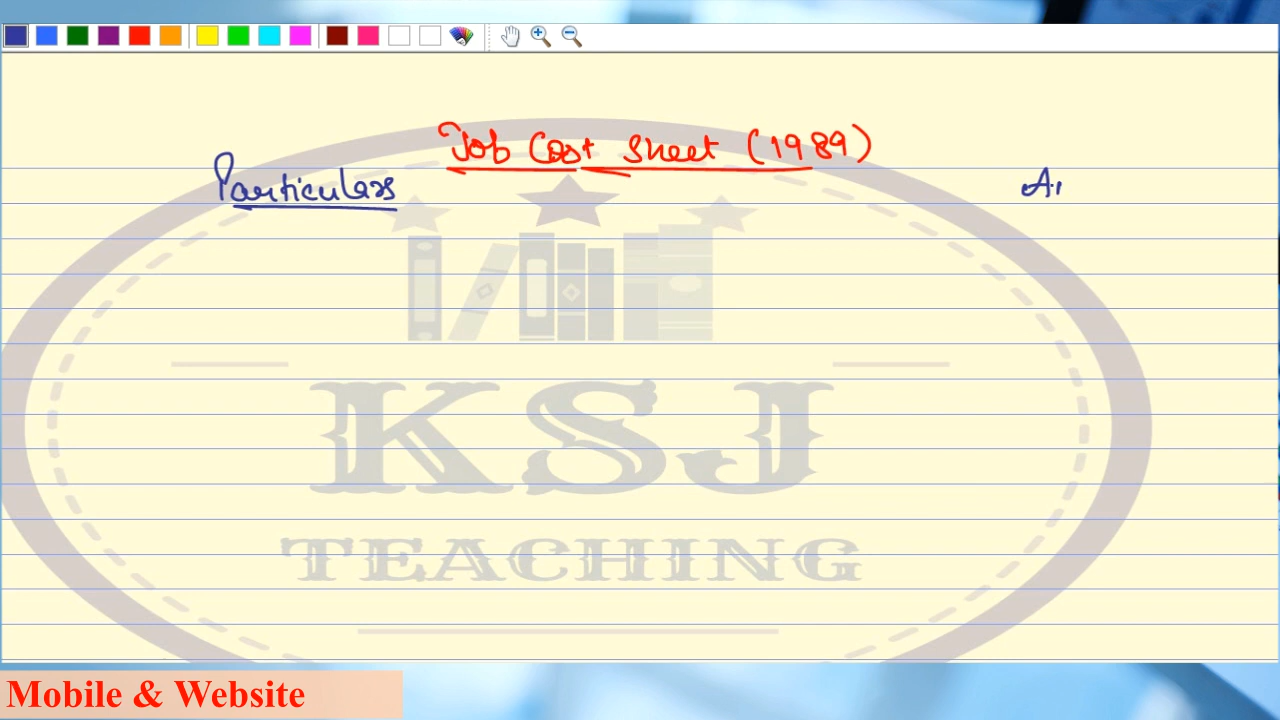 Job Cost Sheet (1989)
Particulars
KSJ
TEACHING
Mobile & Website